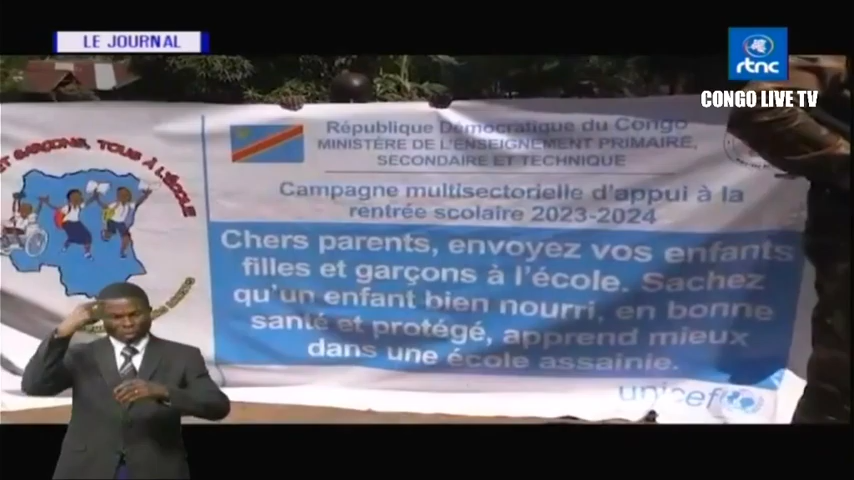 LE JOURNAL
rtnc
CONGO LIVE TV
ET GARÇONS, TOUS À L'ÉCOLE
République Démocratique du Congo
MINISTÈRE DE L'ENSEIGNEMENT PRIMAIRE,
SECONDAIRE ET TECHNIQUE
Campagne multisectorielle d'appui à la
rentrée scolaire 2023-2024
Chers parents, envoyez vos enfants
filles et garçons à l'école. Sachez
qu'un enfant bien nourri, en bonne
santé et protégé, apprend mieux
dans une école assainie.
unicef